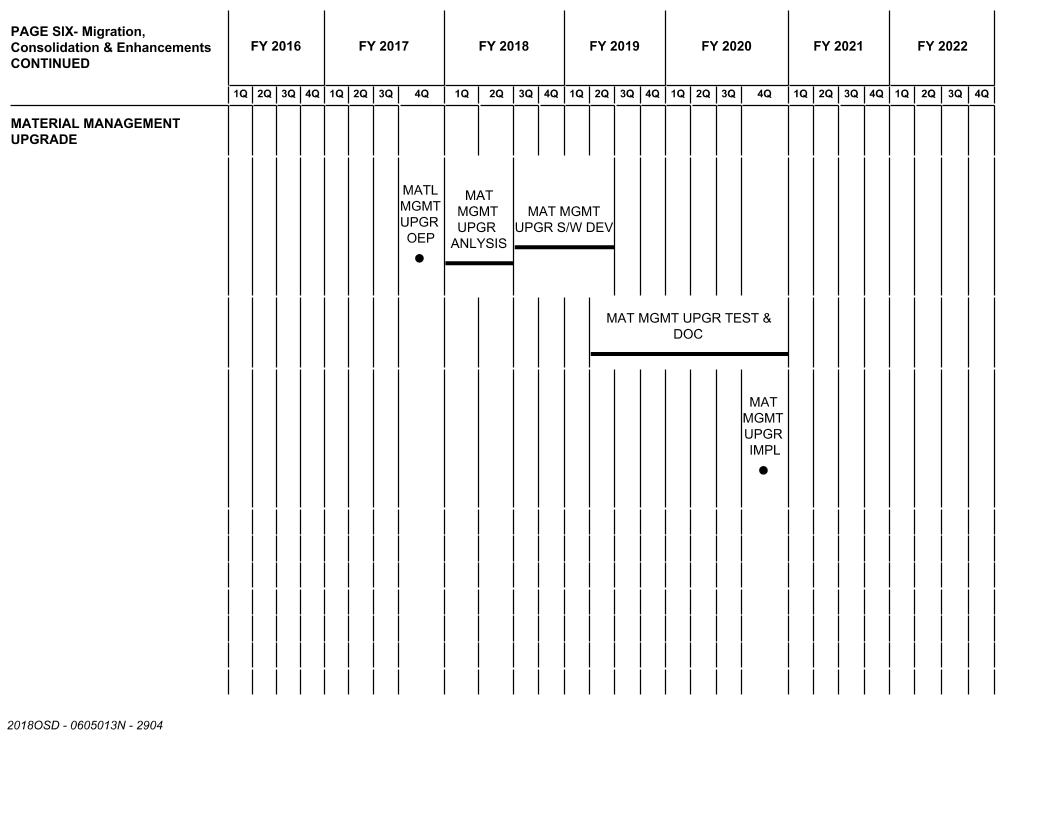 PAGE SIX- Migration,
Consolidation & Enhancements
CONTINUED
FY 2016 FY 2017 FY 2018 FY 2019 FY 2020 FY 2021 FY 2022
1Q 2Q 3Q 4Q 1Q 2Q 3Q 4Q 1Q 2Q 3Q 4Q 1Q 2Q 3Q 4Q 1Q 2Q 3Q 4Q 1Q 2Q 3Q 4Q 1Q 2Q 3Q 4Q
MATERIAL MANAGEMENT
UPGRADE
MATL
MGMT
UPGR
OEP
MAT
MGMT
UPGR
ANLYSIS
MAT MGMT
UPGR S/W DEV
MAT MGMT UPGR TEST &
DOC
MAT
MGMT
UPGR
IMPL
2018OSD - 0605013N - 2904